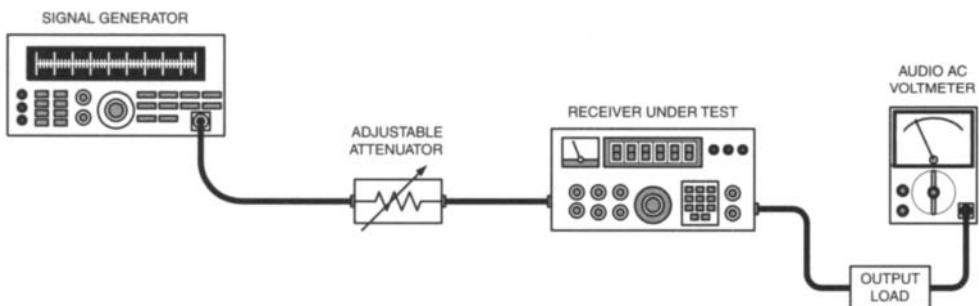 SIGNAL GENERATOR
ADJUSTABLE
ATTENUATOR
RECEIVER UNDER TEST
AUDIO AC
VOLTMETER
OUTPUT
LOAD